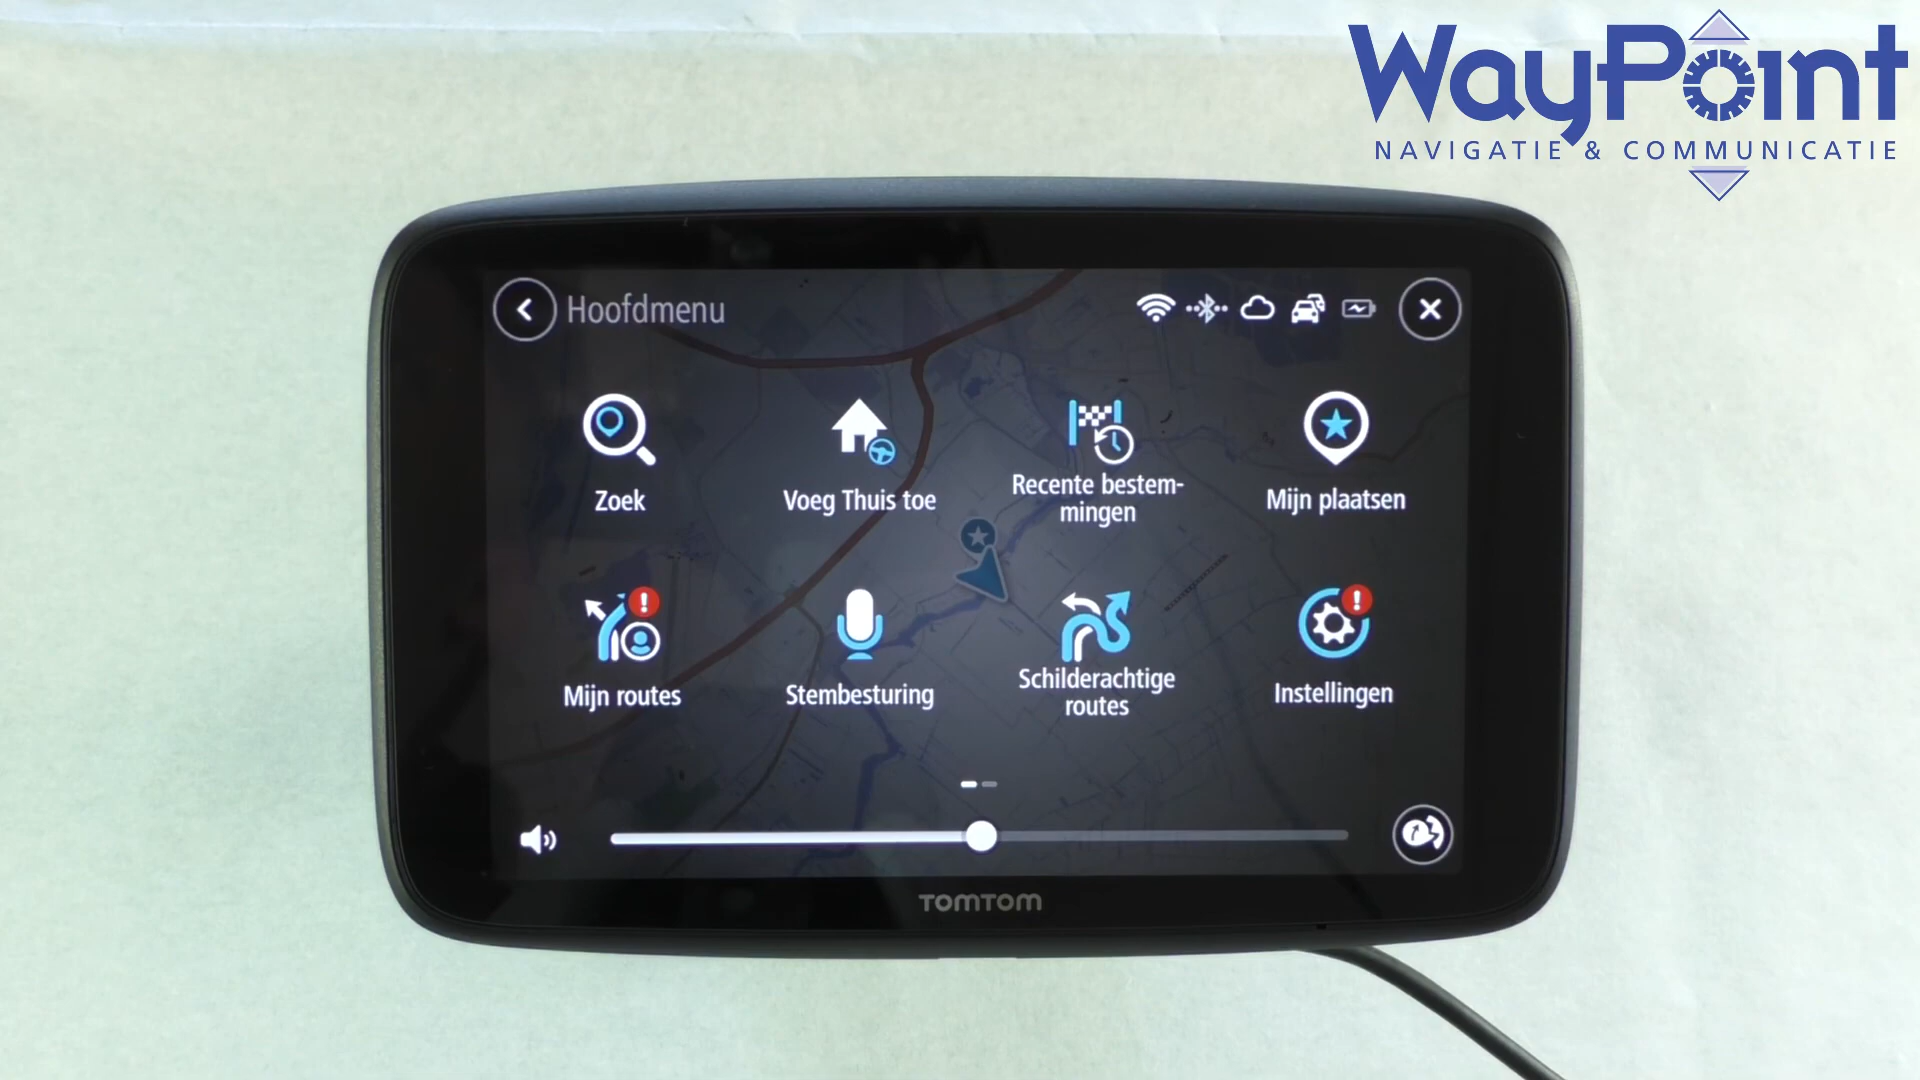 WayPoint
NAVIGATIE & COMMUNICATIE
Hoofdmenu
Zoek
Voeg Thuis toe
Recente bestem-
mingen
Mijn plaatsen
Mijn routes
Stembesturing
Schilderachtige
routes
Instellingen
TOMTOM